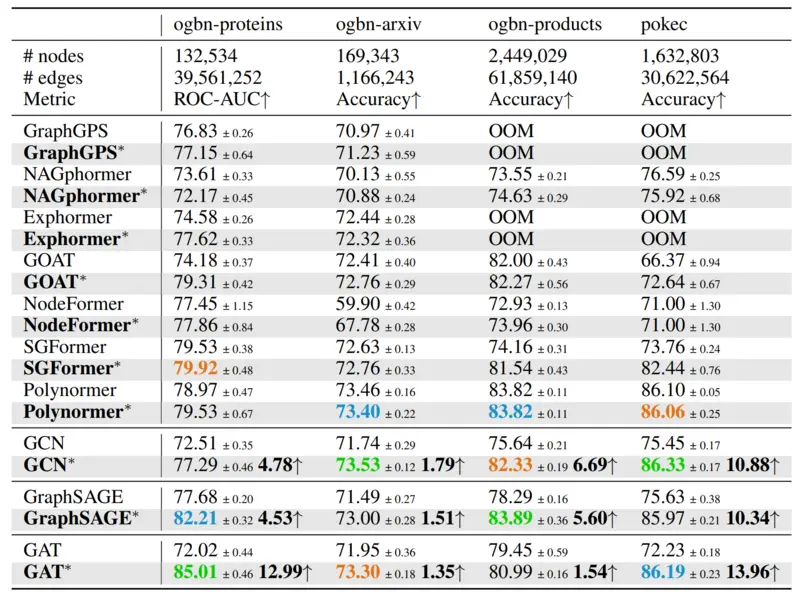 ogbn-proteins ogbn-arxiv ogbn-products pokec
# nodes 132,534 169,343 2,449,029 1,632,803
# edges 39,561,252 1,166,243 61,859,140 30,622,564
Metric ROC-AUC↑ Accuracy↑ Accuracy↑ Accuracy↑
GraphGPS 76.83 ± 0.26 70.97 ± 0.41 OOM OOM
GraphGPS* 77.15 ± 0.64 71.23 ± 0.59 OOM OOM
NAGphormer 73.61 ± 0.33 70.13 ± 0.55 73.55 ± 0.21 76.59 ± 0.25
NAGphormer* 72.17 ± 0.45 70.88 ± 0.24 74.63 ± 0.29 75.92 ± 0.68
Exphormer 74.58 ± 0.26 72.44 ± 0.28 OOM OOM
Exphormer* 77.62 ± 0.33 72.32 ± 0.36 OOM OOM
GOAT 74.18 ± 0.37 72.41 ± 0.40 82.00 ± 0.43 66.37 ± 0.94
GOAT* 79.31 ± 0.42 72.76 ± 0.29 82.27 ± 0.56 72.64 ± 0.67
NodeFormer 77.45 ± 1.15 59.90 ± 0.42 72.93 ± 0.13 71.00 ± 1.30
NodeFormer* 77.86 ± 0.84 67.78 ± 0.28 73.96 ± 0.30 71.00 ± 1.30
SGFormer 79.53 ± 0.38 72.63 ± 0.13 74.16 ± 0.31 73.76 ± 0.24
SGFormer* 79.92 ± 0.48 72.76 ± 0.33 81.54 ± 0.43 82.44 ± 0.76
Polynormer 78.97 ± 0.47 73.46 ± 0.16 83.82 ± 0.11 86.10 ± 0.05
Polynormer* 79.53 ± 0.67 73.40 ± 0.22 83.82 ± 0.11 86.06 ± 0.25
GCN 72.51 ± 0.35 71.74 ± 0.29 75.64 ± 0.21 75.45 ± 0.17
GCN* 77.29 ± 0.46 4.78↑ 73.53 ± 0.12 1.79↑ 82.33 ± 0.19 6.69↑ 86.33 ± 0.17 10.88↑
GraphSAGE 77.68 ± 0.20 71.49 ± 0.27 78.29 ± 0.16 75.63 ± 0.38
GraphSAGE* 82.21 ± 0.32 4.53↑ 73.00 ± 0.28 1.51↑ 83.89 ± 0.36 5.60↑ 85.97 ± 0.21 10.34↑
GAT 72.02 ± 0.44 71.95 ± 0.36 79.45 ± 0.59 72.23 ± 0.18
GAT* 85.01 ± 0.46 12.99↑ 73.30 ± 0.18 1.35↑ 80.99 ± 0.16 1.54↑ 86.19 ± 0.23 13.96↑